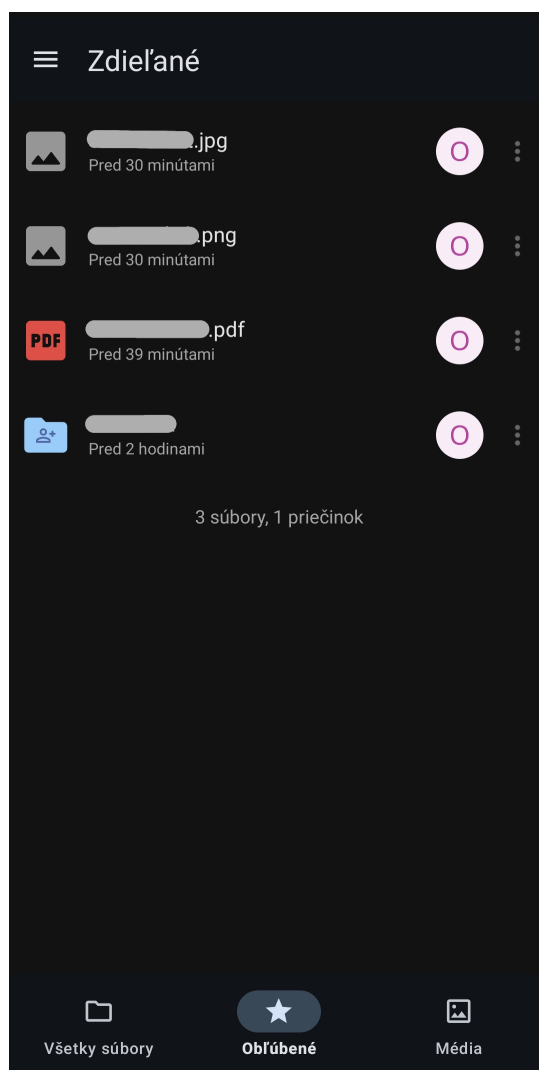 Zdieľané
.jpg
O
Pred 30 minútami
.png
O
Pred 30 minútami
PDF
.pdf
O
Pred 39 minútami
O
Pred 2 hodinami
3 súbory, 1 priečinok
Všetky súbory
Obľúbené
Média